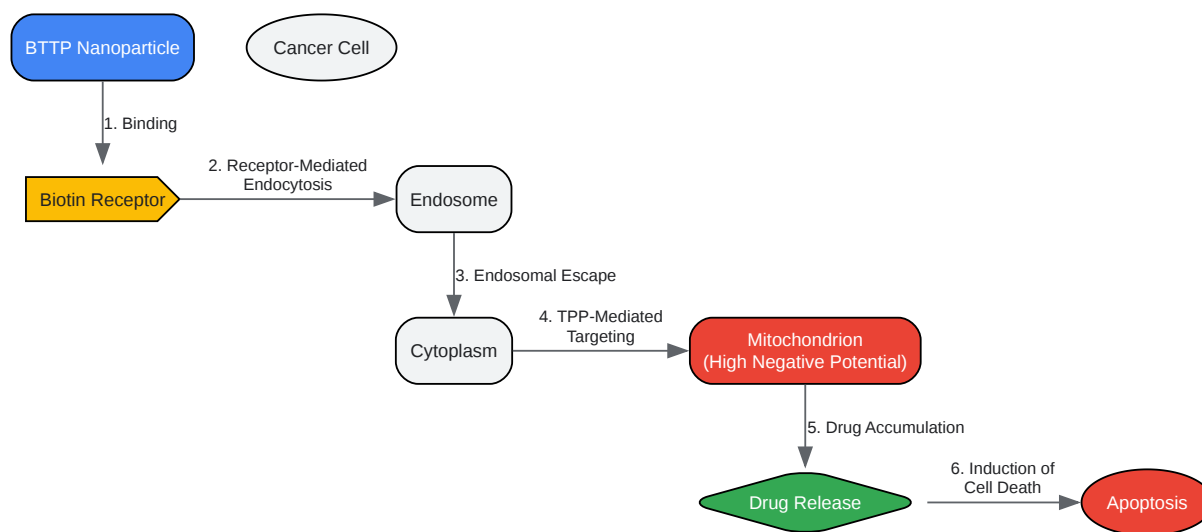 BTTP Nanoparticle
Cancer Cell
1. Binding
Biotin Receptor
2. Receptor-Mediated
Endocytosis
Endosome
3. Endosomal Escape
Cytoplasm
4. TPP-Mediated
Targeting
Mitochondrion
(High Negative Potential)
5. Drug Accumulation
Drug Release
6. Induction of
Cell Death
Apoptosis